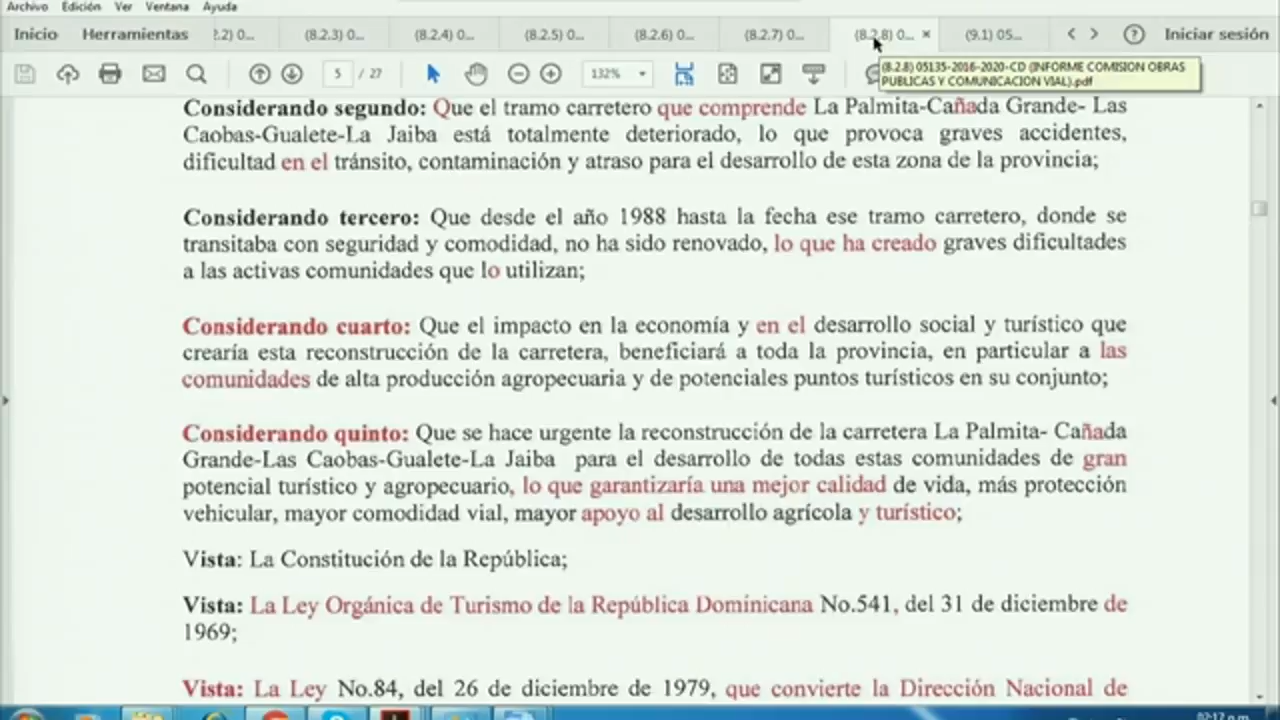 Archivo Edición Ver Ventana Ayuda
Inicio Herramientas 2.2) 0... (8.2.3) 0... (8.2.4) 0... (8.2.5) 0... (8.2.6) 0... (8.2.7) 0... (8.2.8) 0... × (9.1) 05... Iniciar sesión
5 / 27 132%
(8.2.8) 05135-2016-2020-CD (INFORME COMISION OBRAS
PUBLICAS Y COMUNICACION VIAL).pdf
Considerando segundo: Que el tramo carretero que comprende La Palmita-Cañada Grande- Las
Caobas-Gualete-La Jaiba está totalmente deteriorado, lo que provoca graves accidentes,
dificultad en el tránsito, contaminación y atraso para el desarrollo de esta zona de la provincia;
Considerando tercero: Que desde el año 1988 hasta la fecha ese tramo carretero, donde se
transitaba con seguridad y comodidad, no ha sido renovado, lo que ha creado graves dificultades
a las activas comunidades que lo utilizan;
Considerando cuarto: Que el impacto en la economía y en el desarrollo social y turístico que
crearía esta reconstrucción de la carretera, beneficiará a toda la provincia, en particular a las
comunidades de alta producción agropecuaria y de potenciales puntos turísticos en su conjunto;
Considerando quinto: Que se hace urgente la reconstrucción de la carretera La Palmita- Cañada
Grande-Las Caobas-Gualete-La Jaiba para el desarrollo de todas estas comunidades de gran
potencial turístico y agropecuario, lo que garantizaría una mejor calidad de vida, más protección
vehicular, mayor comodidad vial, mayor apoyo al desarrollo agrícola y turístico;
Vista: La Constitución de la República;
Vista: La Ley Orgánica de Turismo de la República Dominicana No.541, del 31 de diciembre de
1969;
Vista: La Ley No.84, del 26 de diciembre de 1979, que convierte la Dirección Nacional de